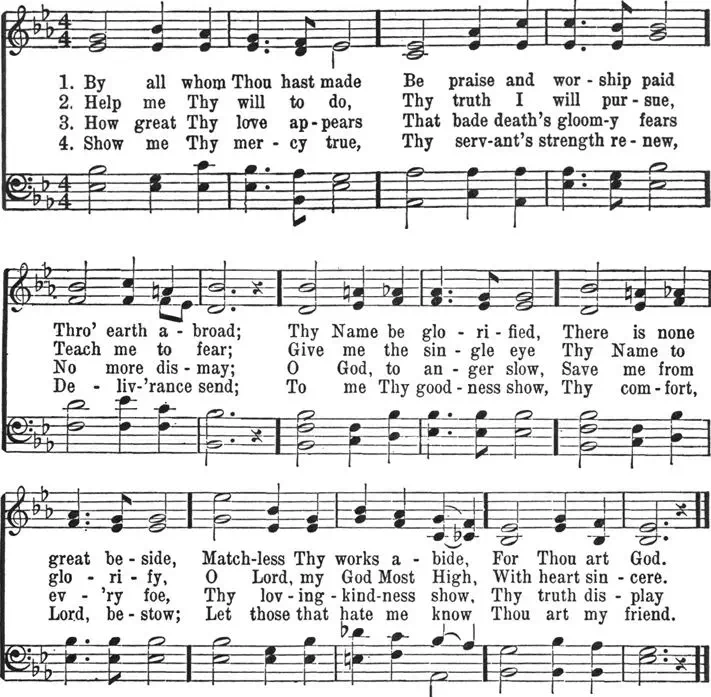 4 4
1. By all whom Thou hast made Be praise and wor - ship paid
2. Help me Thy will to do, Thy truth I will pur - sue,
3. How great Thy love ap - pears That bade death's gloom - y fears
4. Show me Thy mer - cy true, Thy serv - ant's strength re - new,
4 4
Thro' earth a - broad; Thy Name be glo - ri - fied, There is none
Teach me to fear; Give me the sin - gle eye Thy Name to
No more dis - may; O God, to an - ger slow, Save me from
De - liv - 'rance send; To me Thy good - ness show, Thy com - fort,
great be - side, Match - less Thy works a - bide, For Thou art God.
glo - ri - fy, O Lord, my God Most High, With heart sin - cere.
ev - 'ry foe, Thy lov - ing - kind - ness show, Thy truth dis - play
Lord, be - stow; Let those that hate me know Thou art my friend.